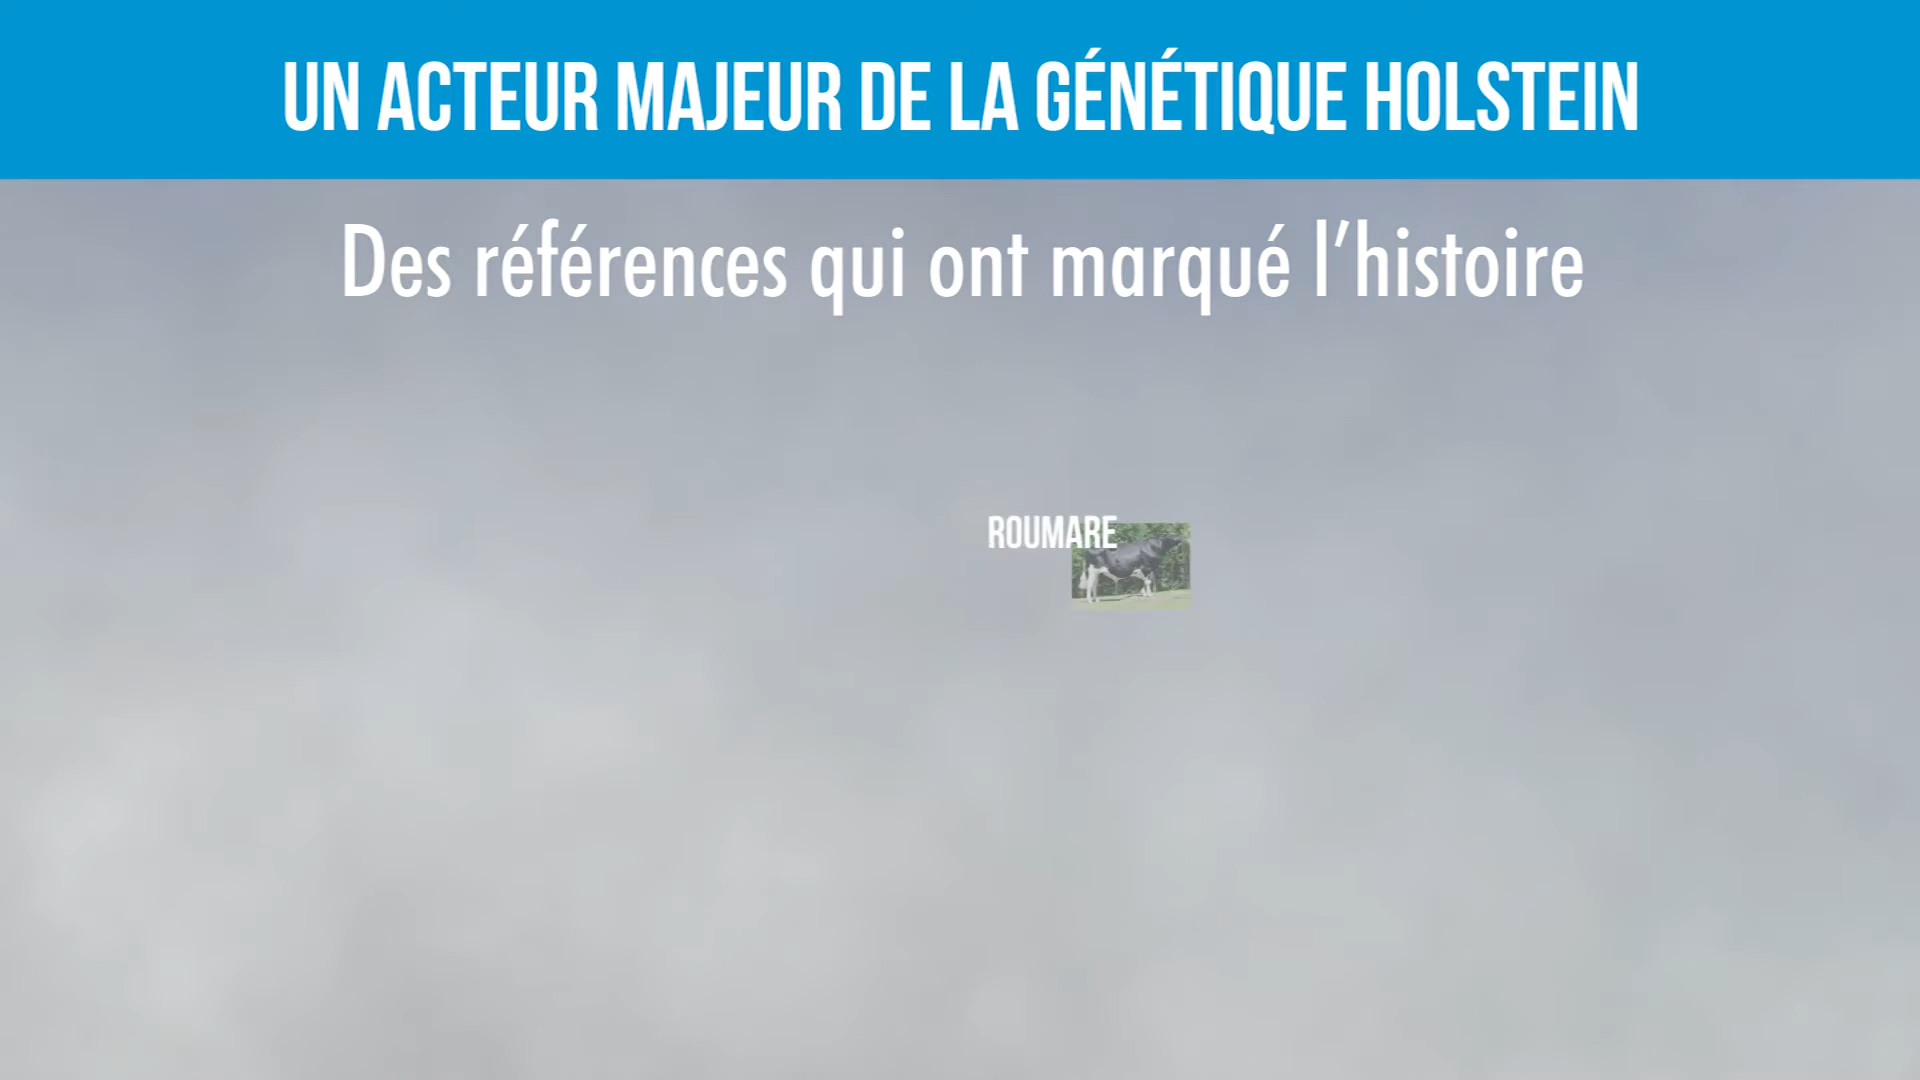 UN ACTEUR MAJEUR DE LA GÉNÉTIQUE HOLSTEIN
Des références qui ont marqué l’histoire
ROUMARE